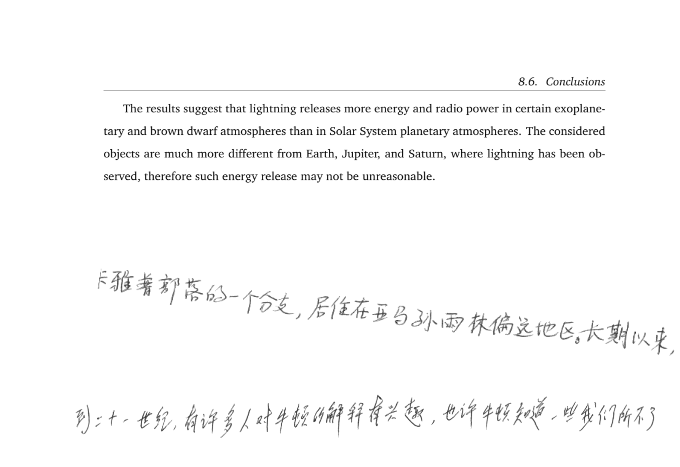 8.6. Conclusions
The results suggest that lightning releases more energy and radio power in certain exoplane-
tary and brown dwarf atmospheres than in Solar System planetary atmospheres. The considered
objects are much more different from Earth, Jupiter, and Saturn, where lightning has been ob-
served, therefore such energy release may not be unreasonable.
卡雅普部落的一个分支，居住在亚马孙雨林偏远地区。长期以来，
到二十一世纪，有许多人对牛顿的解释有兴趣，也许牛顿知道一些我们所不了